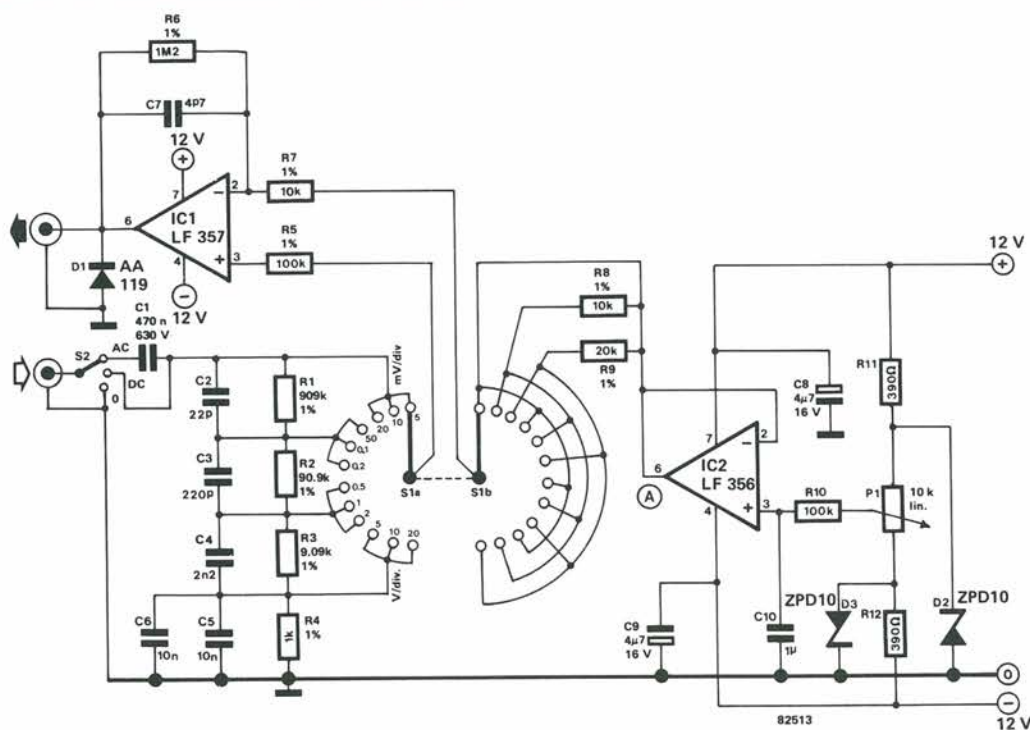 R6
1%
1M2
C7
4p7
12 V
+
7
2
−
IC1
LF 357
6
3
+
4
−
12 V
R7
1%
10k
R5
1%
100k
D1
AA
119
C1
470 n
630 V
S2
AC
DC
0
C2
22p
C3
220p
C4
2n2
C6
10n
C5
10n
R1
909k
1%
R2
90.9k
1%
R3
9.09k
1%
R4
1k
1%
mV/div
5
10
20
50
0,1
0,2
0.5
1
2
5
10
20
V/div.
S1a
S1b
R8
1%
10k
R9
20k
1%
A
6
7
2
−
IC2
LF 356
4
3
+
C8
4µ7
16 V
C9
4µ7
16 V
R10
100k
C10
1µ
12 V
+
R11
390Ω
P1
10 k
lin.
ZPD10
D3
R12
390Ω
D2
ZPD10
0
−
12 V
82513